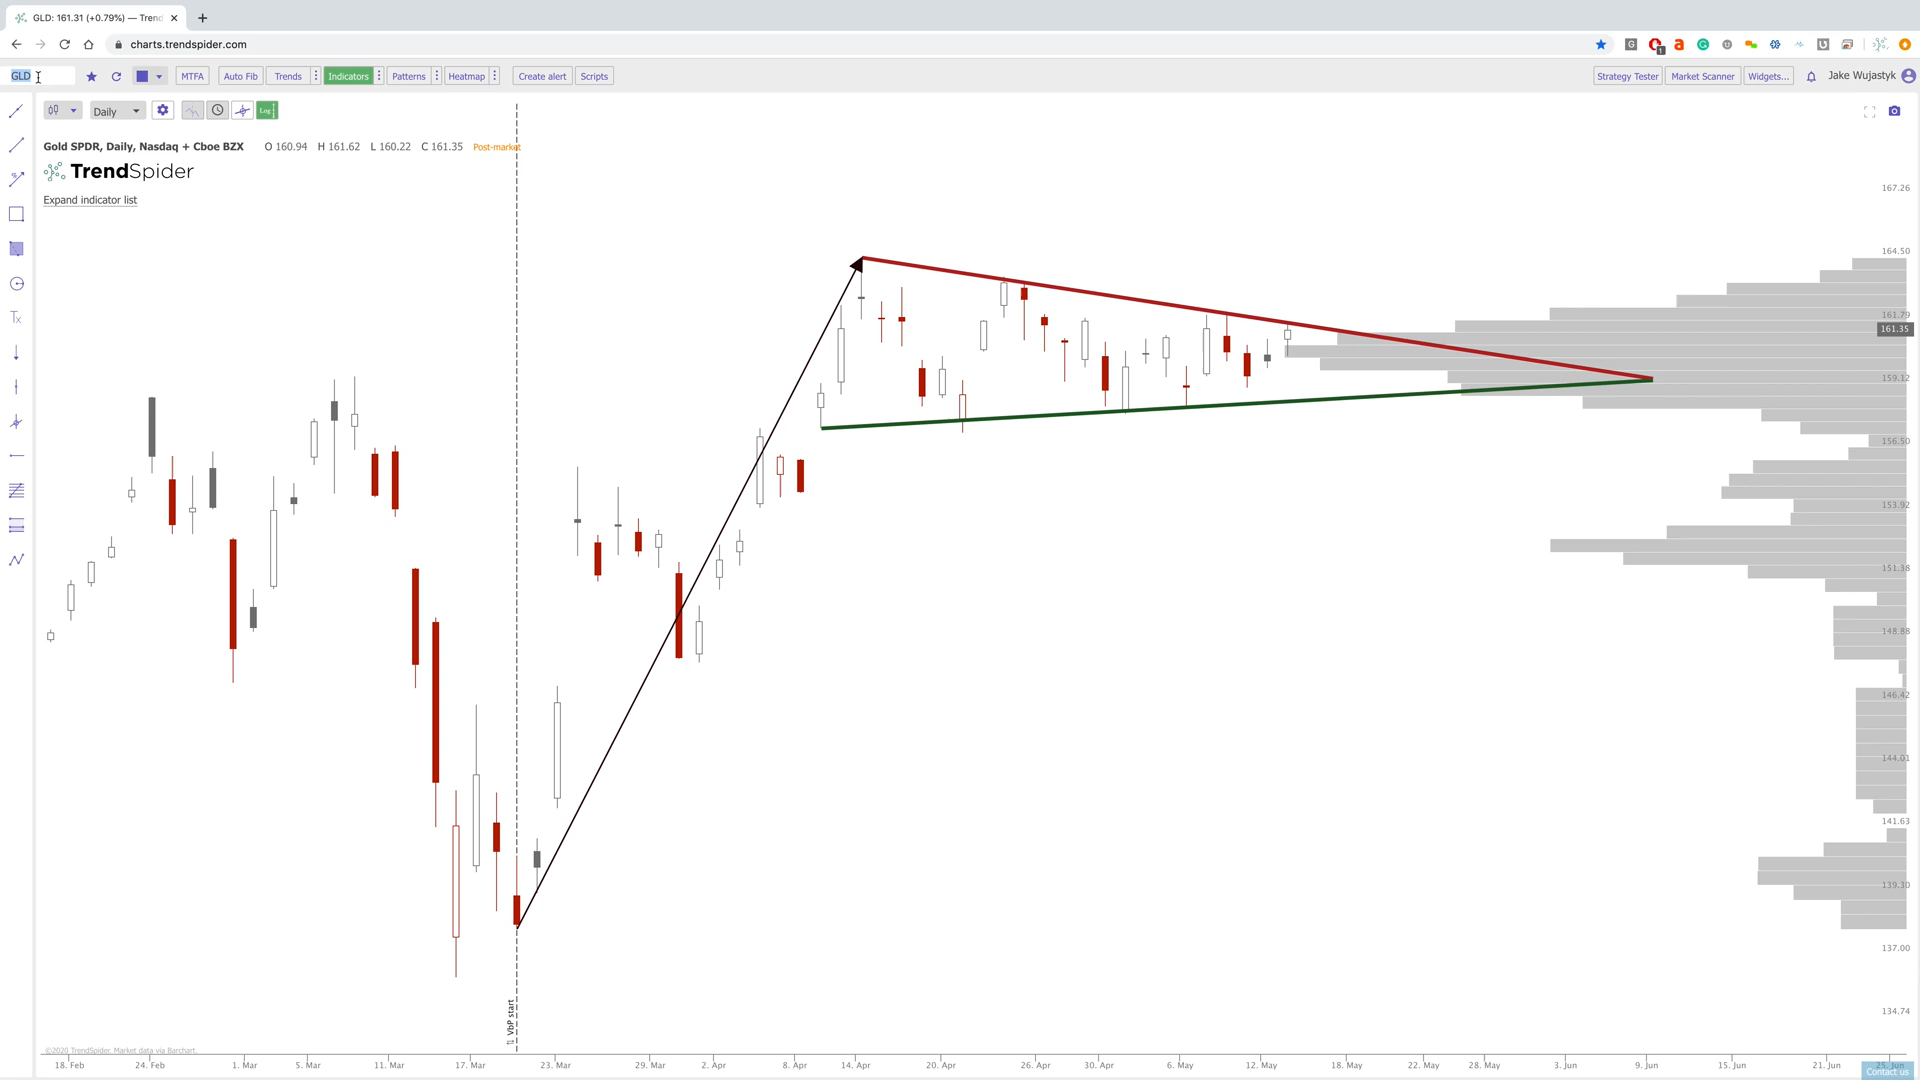 GLD: 161.31 (+0.79%) — Trend
charts.trendspider.com
GLD
MTFA
Auto Fib
Trends
Indicators
Patterns
Heatmap
Create alert
Scripts
Strategy Tester
Market Scanner
Widgets...
Jake Wujastyk
Daily
Log
Gold SPDR, Daily, Nasdaq + Cboe BZX O 160.94 H 161.62 L 160.22 C 161.35 Post-market
TrendSpider
Expand indicator list
167.26
164.50
161.79
161.35
159.12
156.50
153.92
151.38
148.88
146.42
144.01
141.63
139.30
137.00
134.74
VbP start
©2020 TrendSpider. Market data via Barchart.
18. Feb
24. Feb
1. Mar
5. Mar
11. Mar
17. Mar
23. Mar
29. Mar
2. Apr
8. Apr
14. Apr
20. Apr
26. Apr
30. Apr
6. May
12. May
18. May
22. May
28. May
3. Jun
9. Jun
15. Jun
21. Jun
25. Jun
Contact us